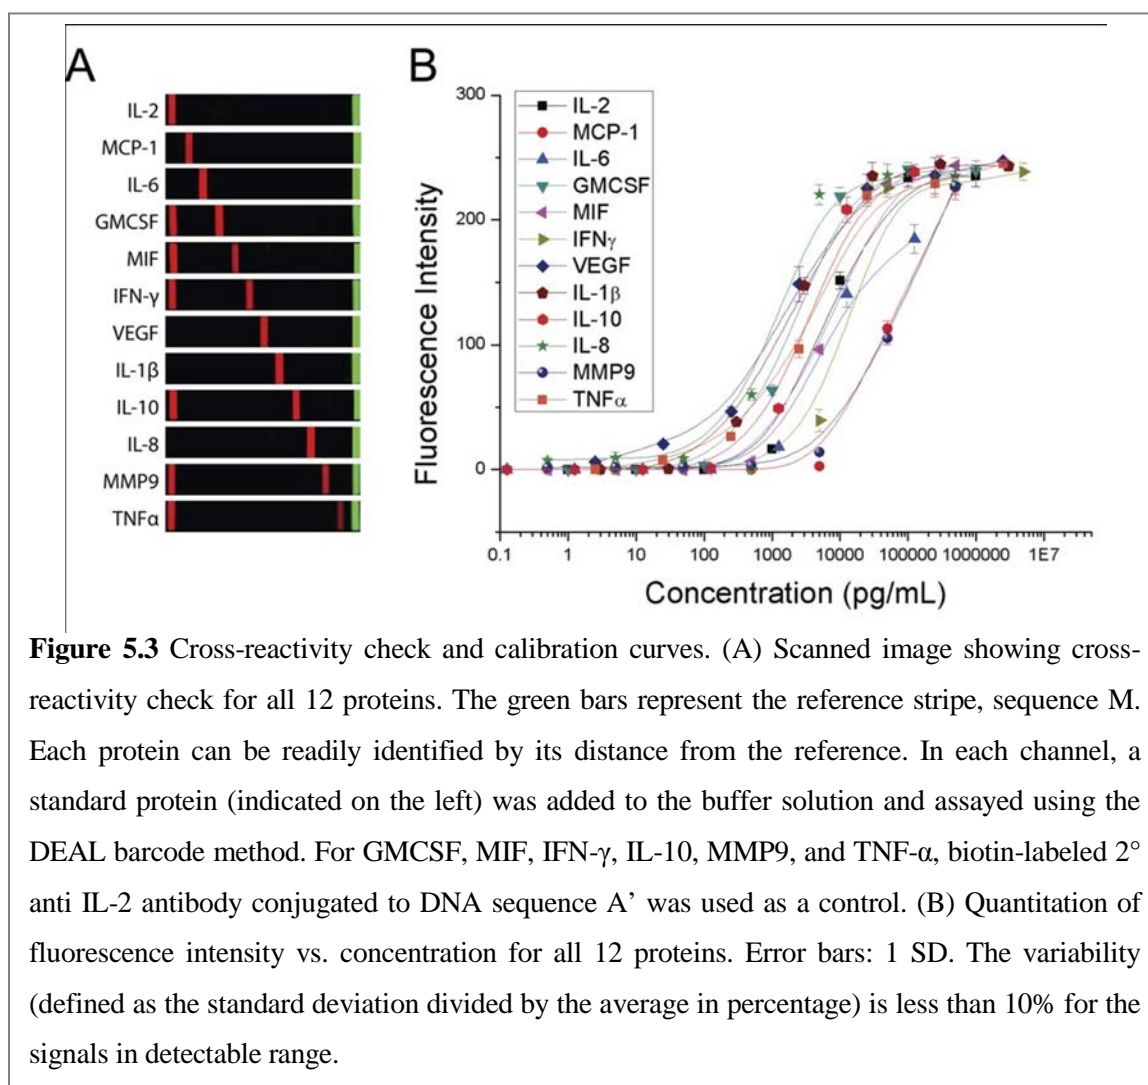 A
IL-2
MCP-1
IL-6
GMCSF
MIF
IFN-γ
VEGF
IL-1β
IL-10
IL-8
MMP9
TNFα
B
300
200
100
0
Fluorescence Intensity
IL-2
MCP-1
IL-6
GMCSF
MIF
IFNγ
VEGF
IL-1β
IL-10
IL-8
MMP9
TNFα
0.1 1 10 100 1000 10000 100000 1000000 1E7
Concentration (pg/mL)
Figure 5.3 Cross-reactivity check and calibration curves. (A) Scanned image showing cross-
reactivity check for all 12 proteins. The green bars represent the reference stripe, sequence M.
Each protein can be readily identified by its distance from the reference. In each channel, a
standard protein (indicated on the left) was added to the buffer solution and assayed using the
DEAL barcode method. For GMCSF, MIF, IFN-γ, IL-10, MMP9, and TNF-α, biotin-labeled 2°
anti IL-2 antibody conjugated to DNA sequence A’ was used as a control. (B) Quantitation of
fluorescence intensity vs. concentration for all 12 proteins. Error bars: 1 SD. The variability
(defined as the standard deviation divided by the average in percentage) is less than 10% for the
signals in detectable range.